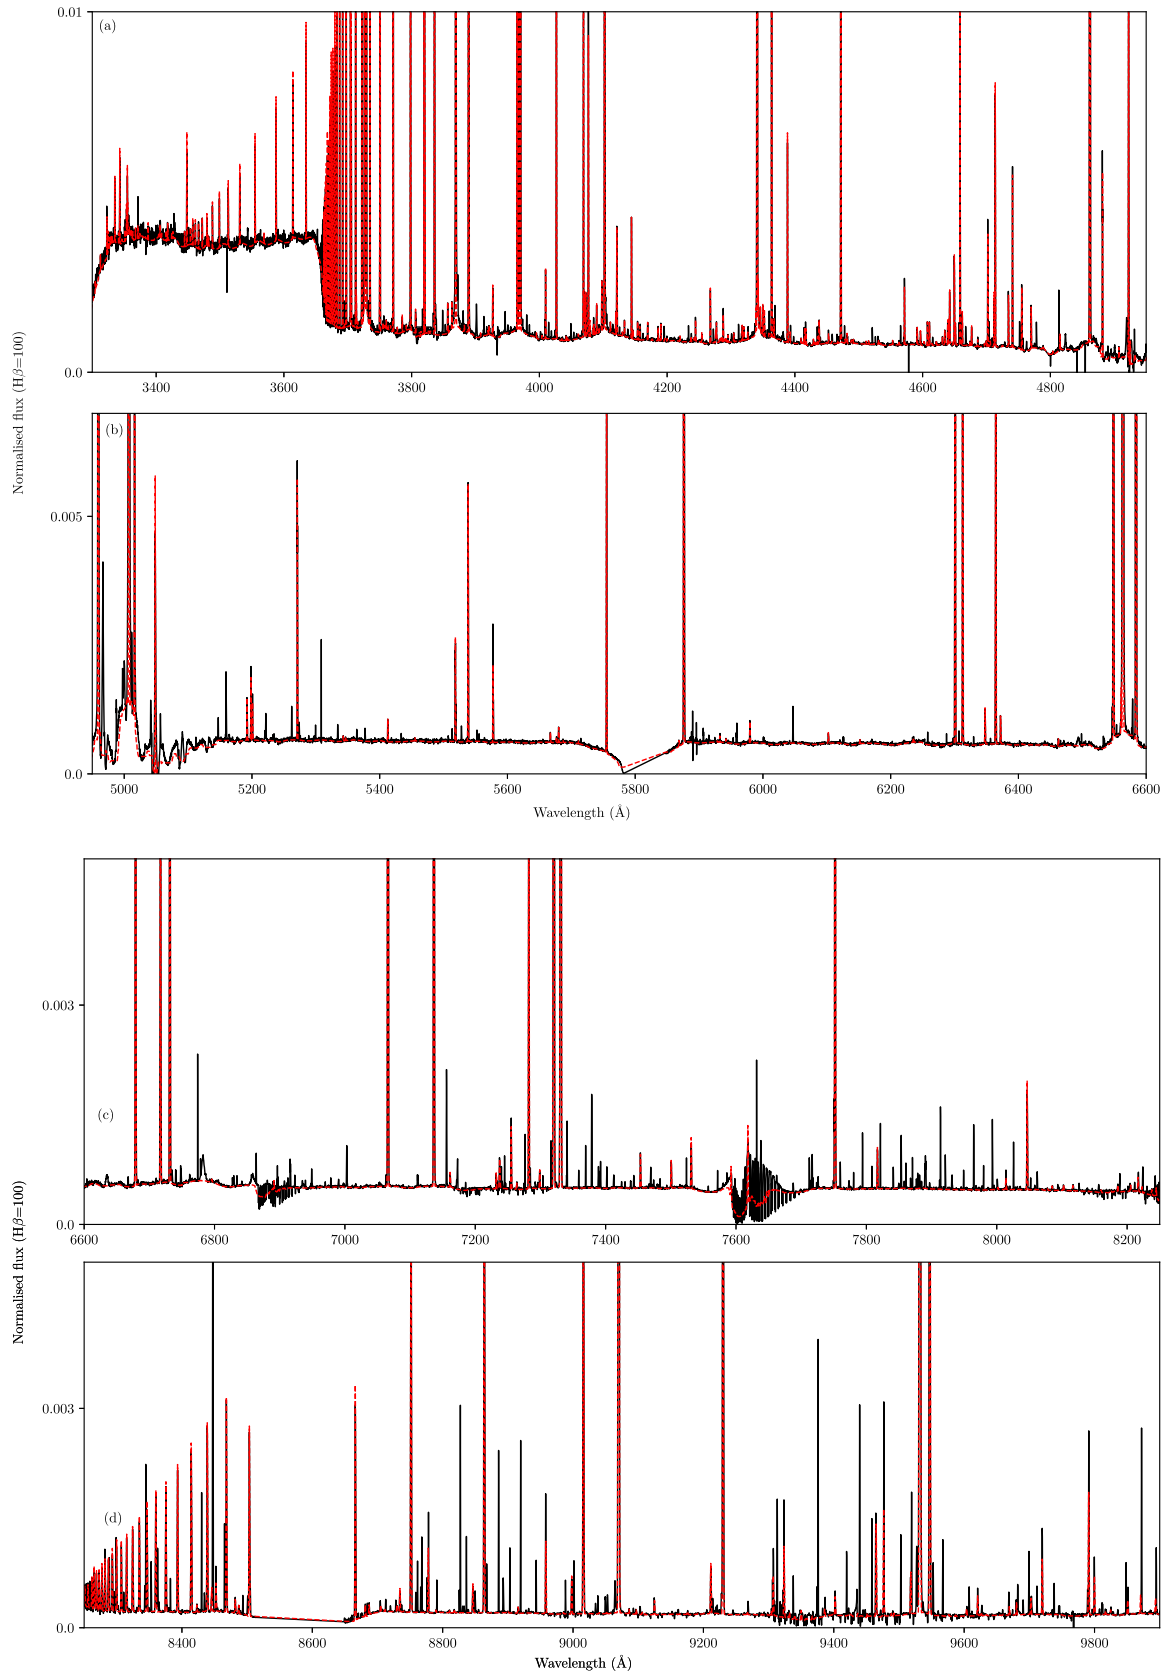 0.01
(a)
Normalised flux (Hβ=100)
0.0
3400 3600 3800 4000 4200 4400 4600 4800
(b)
0.005
0.0
5000 5200 5400 5600 5800 6000 6200 6400 6600
Wavelength (Å)
0.003
(c)
0.0
6600 6800 7000 7200 7400 7600 7800 8000 8200
Normalised flux (Hβ=100)
0.003
(d)
0.0
8400 8600 8800 9000 9200 9400 9600 9800
Wavelength (Å)